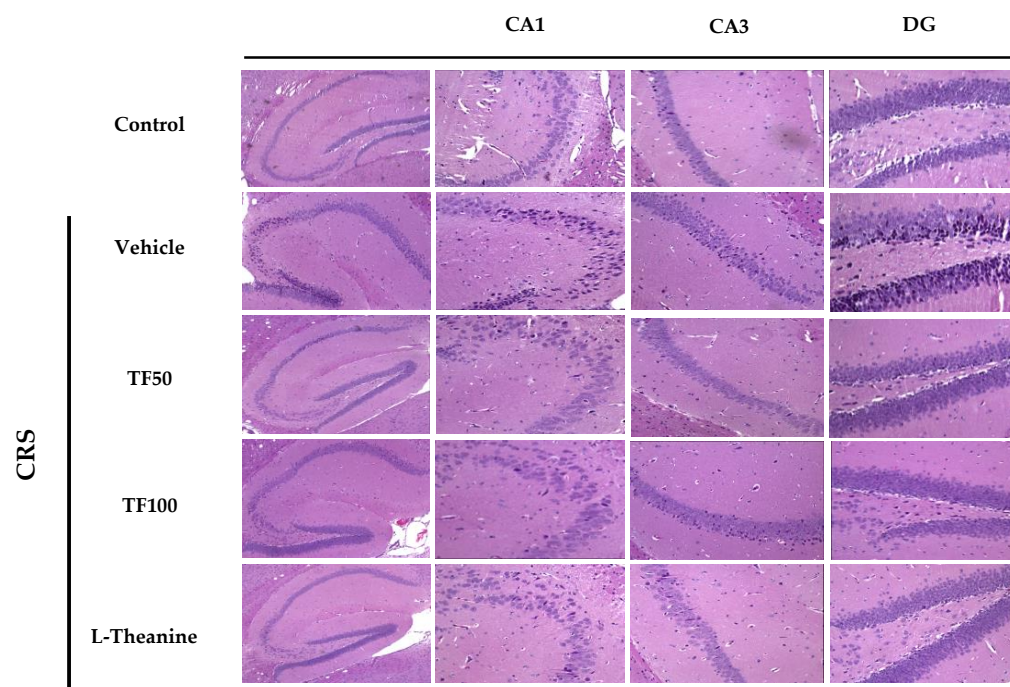 CA1 CA3 DG
Control
Vehicle
TF50
CRS
TF100
L-Theanine